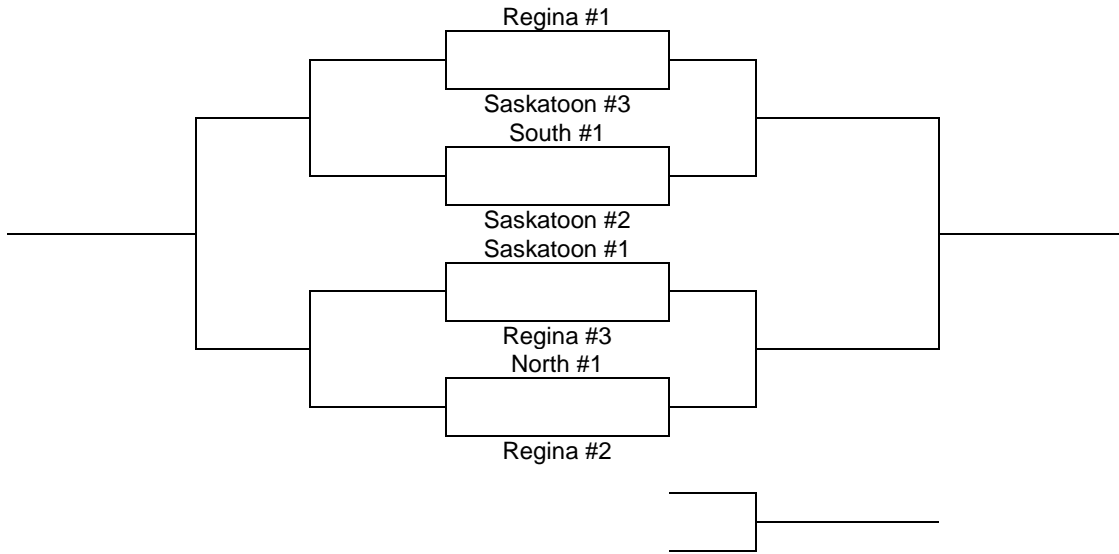 Regina #1
Saskatoon #3
South #1
Saskatoon #2
Saskatoon #1
Regina #3
North #1
Regina #2